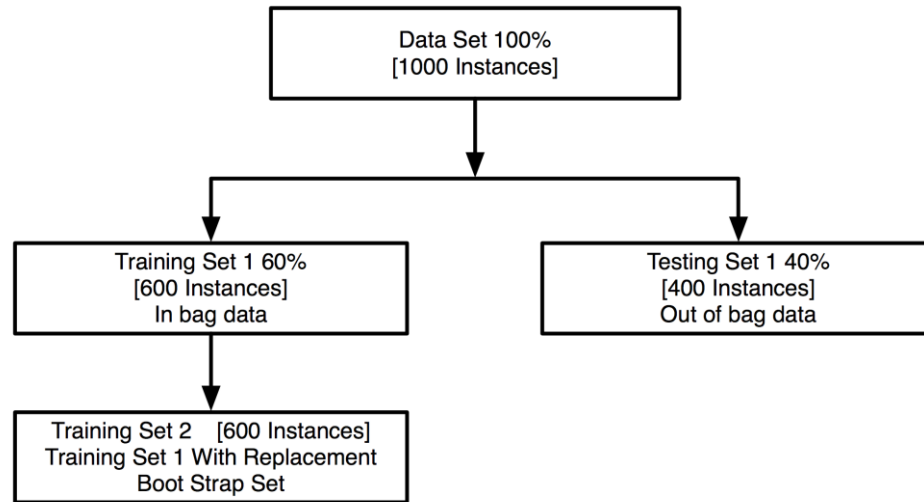 Data Set 100%
[1000 Instances]
Training Set 1 60%
[600 Instances]
In bag data
Testing Set 1 40%
[400 Instances]
Out of bag data
Training Set 2 [600 Instances]
Training Set 1 With Replacement
Boot Strap Set